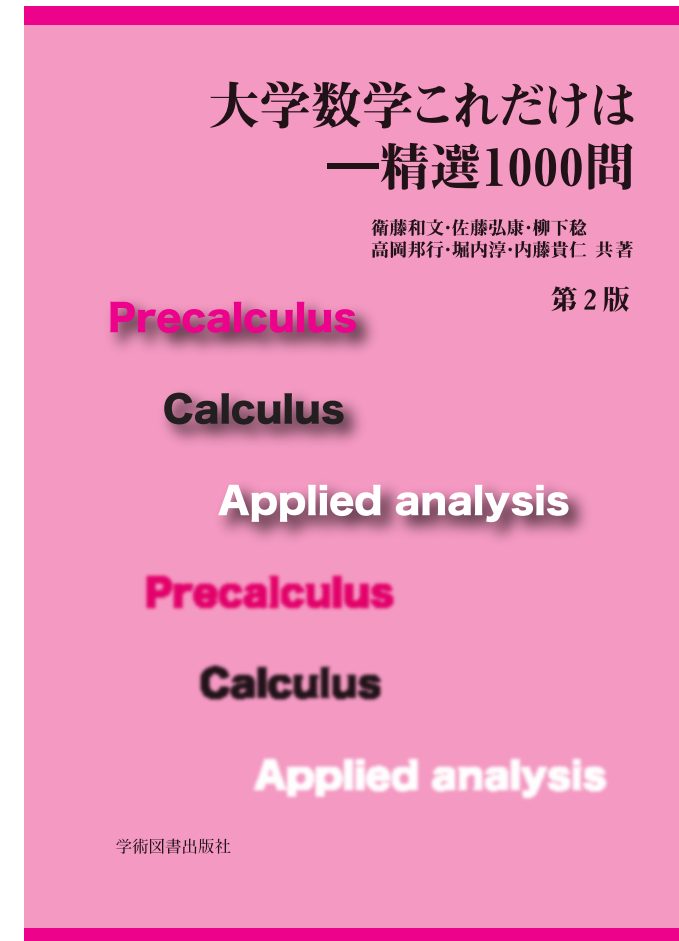 大学数学これだけは
―精選1000問
衛藤和文・佐藤弘康・柳下稔
高岡邦行・堀内淳・内藤貴仁 共著
第2版
Precalculus
Calculus
Applied analysis
Precalculus
Calculus
Applied analysis
学術図書出版社